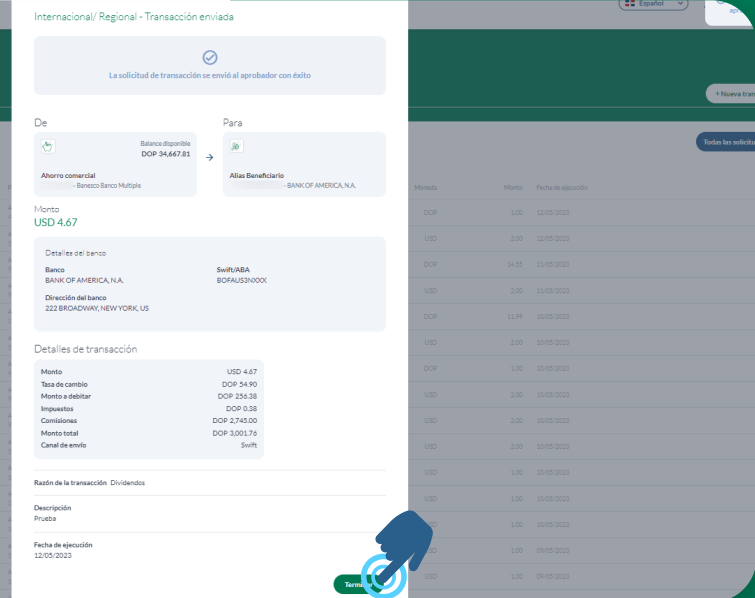 Internacional/ Regional - Transacción enviada
Español
La solicitud de transacción se envió al aprobador con éxito
+ Nueva tran
Todas las solicitu
De
Para
Balance disponible
DOP 34,667.81
Ahorro comercial
- Banesco Banco Multiple
Alias Beneficiario
- BANK OF AMERICA, N.A.
Monto
USD 4.67
Detalles del banco
Banco
BANK OF AMERICA, N.A.
Swift/ABA
BOFAUS3NXXX
Dirección del banco
222 BROADWAY, NEW YORK, US
Detalles de transacción
Monto USD 4.67
Tasa de cambio DOP 54.90
Monto a debitar DOP 256.38
Impuestos DOP 0.38
Comisiones DOP 2,745.00
Monto total DOP 3,001.76
Canal de envío Swift
Razón de la transacción Dividendos
Descripción
Prueba
Fecha de ejecución
12/05/2023
Moneda Monto Fecha de ejecución
DOP 1.00 12/05/2023
USD 2.00 12/05/2023
DOP 14.55 11/05/2023
USD 2.00 11/05/2023
DOP 11.99 10/05/2023
USD 2.00 10/05/2023
DOP 1.00 10/05/2023
USD 2.00 10/05/2023
USD 2.00 10/05/2023
USD 2.00 10/05/2023
USD 1.00 10/05/2023
USD 1.00 10/05/2023
1.00 10/05/2023
1.00 09/05/2023
USD 1.00 09/05/2023